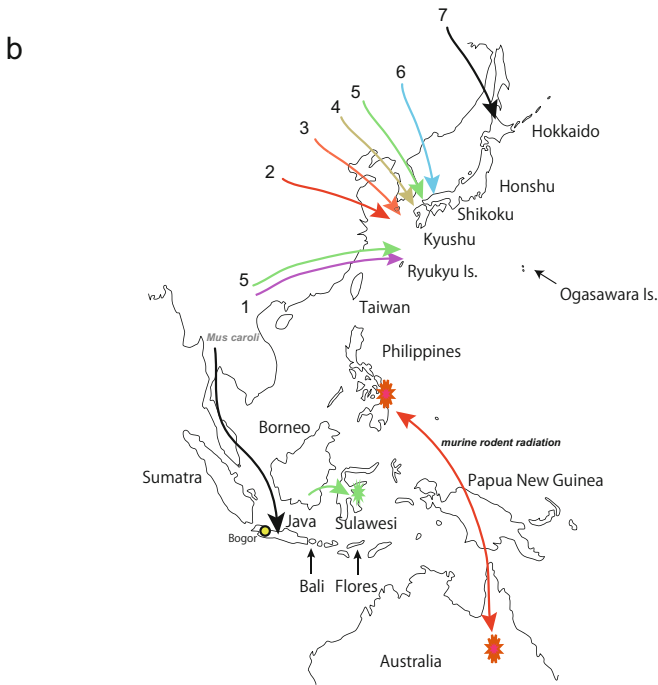 b
7
6
5
4
3
2
Hokkaido
Honshu
Shikoku
Kyushu
Ryukyu Is.
5
1
Ogasawara Is.
Taiwan
Mus caroli
Philippines
Borneo
murine rodent radiation
Sumatra
Papua New Guinea
Java
Sulawesi
Bogor
Bali
Flores
Australia